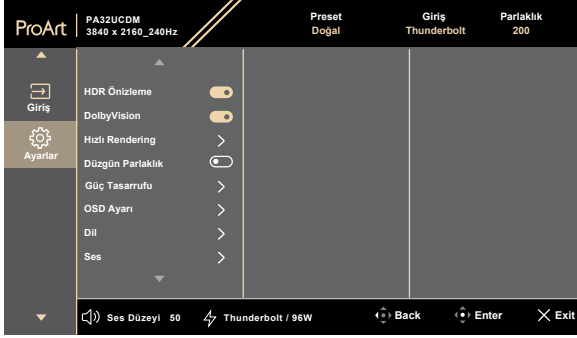 ProArt
PA32UCDM
3840 x 2160_240Hz
Preset
Doğal
Giriş
Thunderbolt
Parlaklık
200
Giriş
Ayarlar
HDR Önizleme
DolbyVision
Hızlı Rendering
Düzgün Parlaklık
Güç Tasarrufu
OSD Ayarı
Dil
Ses
Ses Düzeyi 50
Thunderbolt / 96W
Back
Enter
Exit